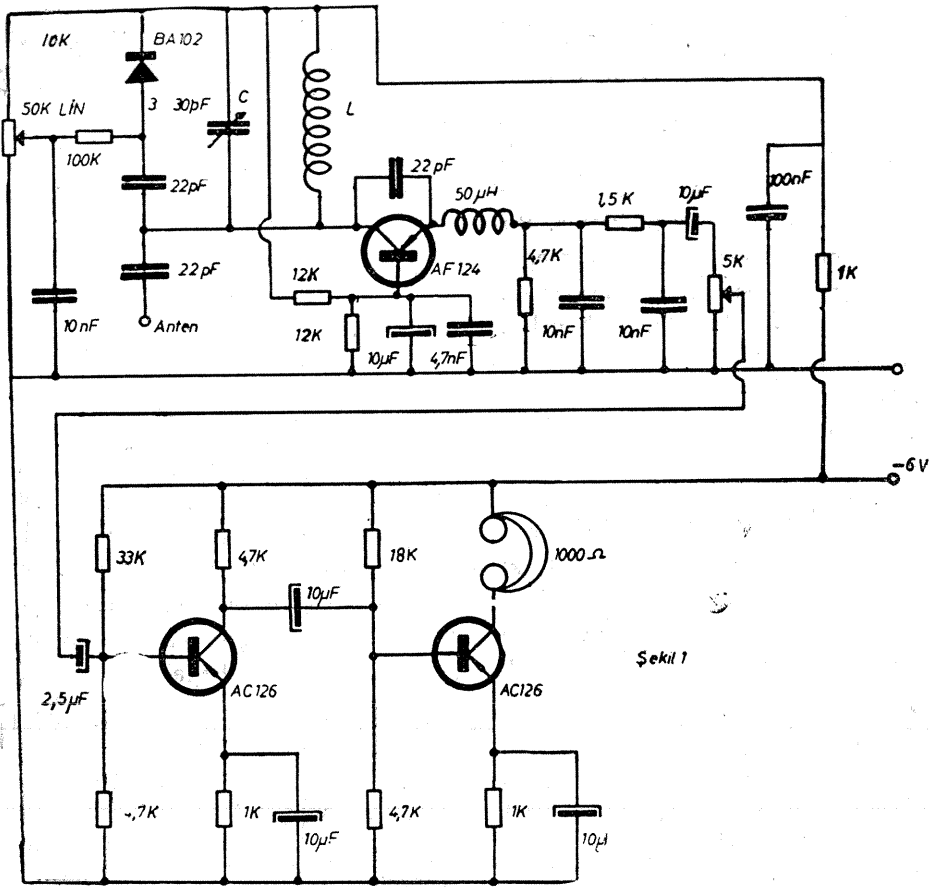 10K
BA102
3
30pF
C
L
50K LİN
100K
22pF
22pF
10nF
Anten
22pF
50µH
1,5K
10µF
100nF
AF124
4,7K
5K
1K
12K
12K
10µF
4,7nF
10nF
10nF
-6V
33K
4,7K
18K
1000Ω
10µF
2,5µF
AC126
AC126
Şekil 1
4,7K
1K
10µF
4,7K
1K